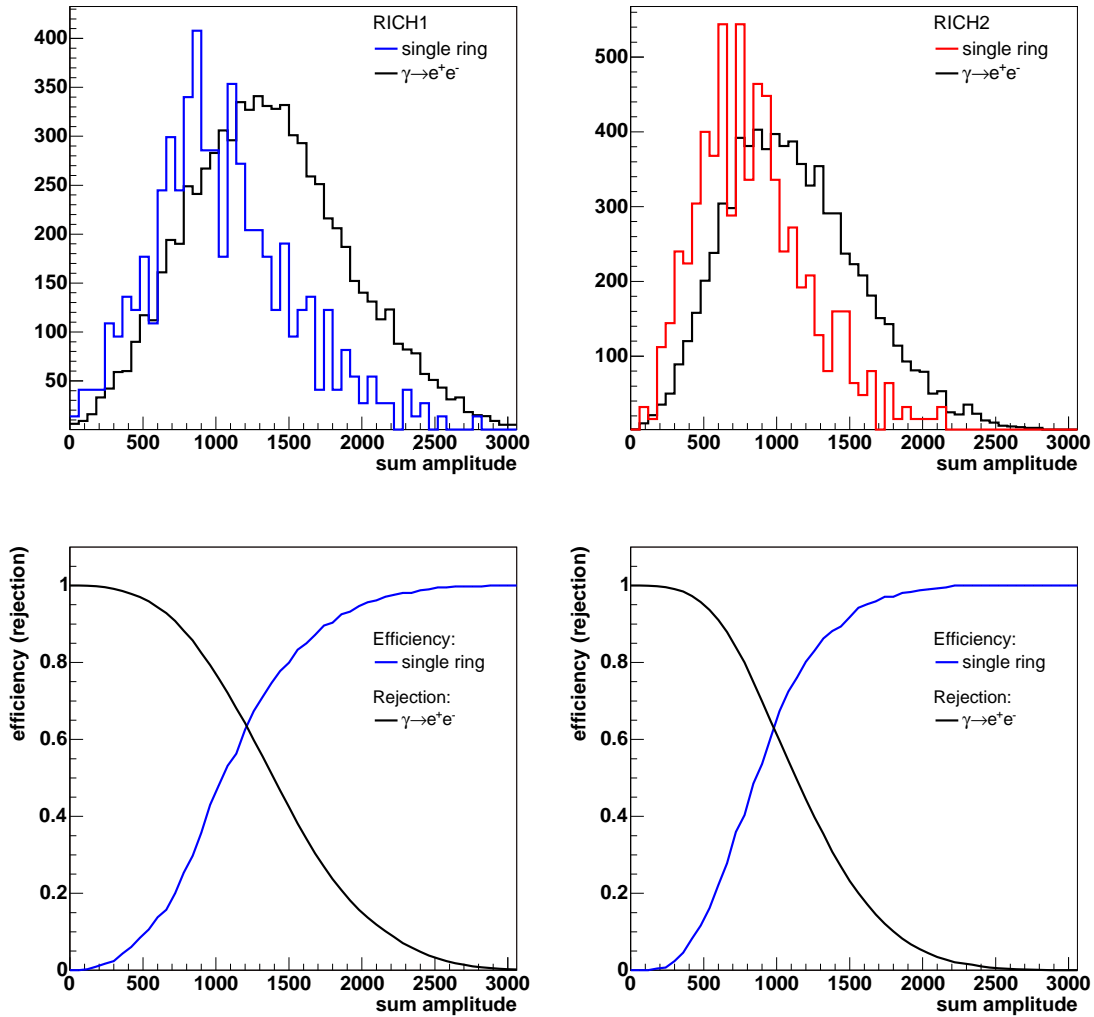 RICH1
single ring
γ→e⁺e⁻
400
350
300
250
200
150
100
50
0 500 1000 1500 2000 2500 3000
sum amplitude
RICH2
single ring
γ→e⁺e⁻
500
400
300
200
100
0 500 1000 1500 2000 2500 3000
sum amplitude
efficiency (rejection)
1
0.8
0.6
0.4
0.2
0
Efficiency:
single ring
Rejection:
γ→e⁺e⁻
0 500 1000 1500 2000 2500 3000
sum amplitude
efficiency (rejection)
1
0.8
0.6
0.4
0.2
0
Efficiency:
single ring
Rejection:
γ→e⁺e⁻
0 500 1000 1500 2000 2500 3000
sum amplitude